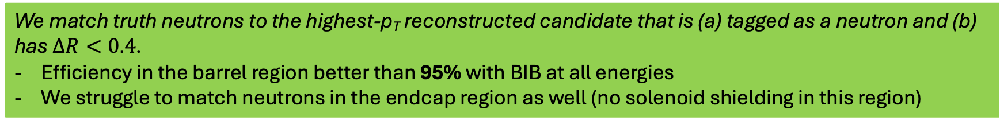 We match truth neutrons to the highest-pT reconstructed candidate that is (a) tagged as a neutron and (b)
has ΔR < 0.4.
- Efficiency in the barrel region better than 95% with BIB at all energies
- We struggle to match neutrons in the endcap region as well (no solenoid shielding in this region)